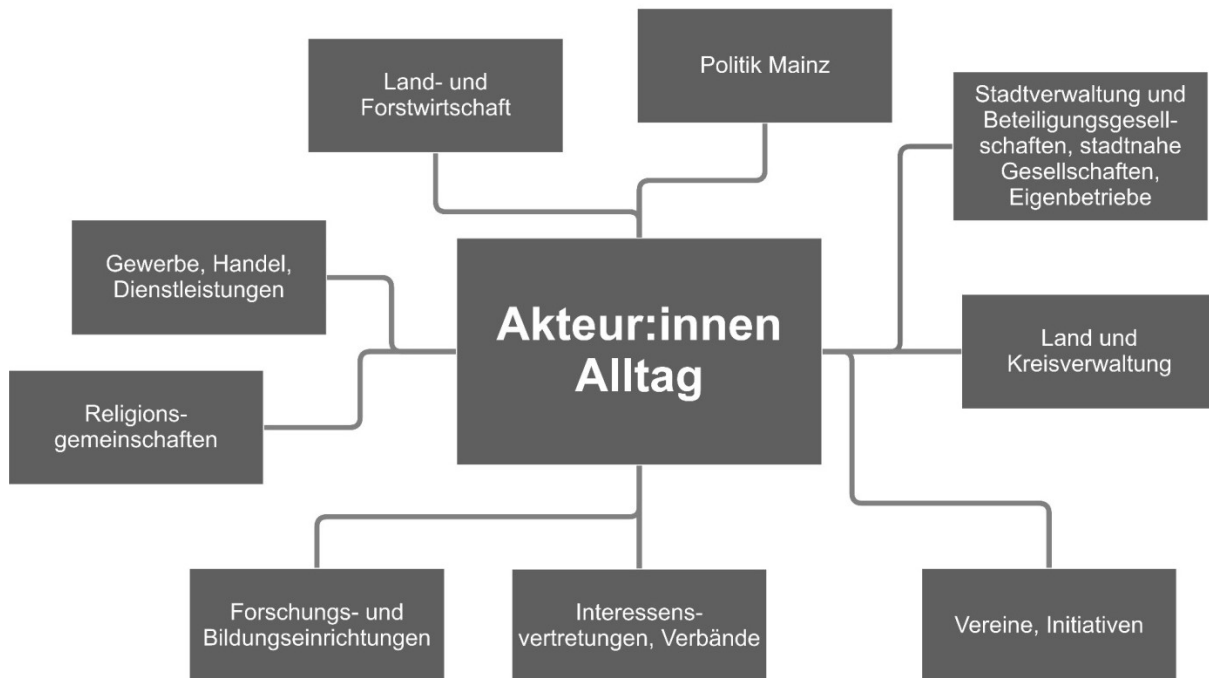 Politik Mainz
Land- und
Forstwirtschaft
Stadtverwaltung und
Beteiligungsgesell-
schaften, stadtnahe
Gesellschaften,
Eigenbetriebe
Gewerbe, Handel,
Dienstleistungen
Akteur:innen
Alltag
Land und
Kreisverwaltung
Religions-
gemeinschaften
Forschungs- und
Bildungseinrichtungen
Interessens-
vertretungen, Verbände
Vereine, Initiativen